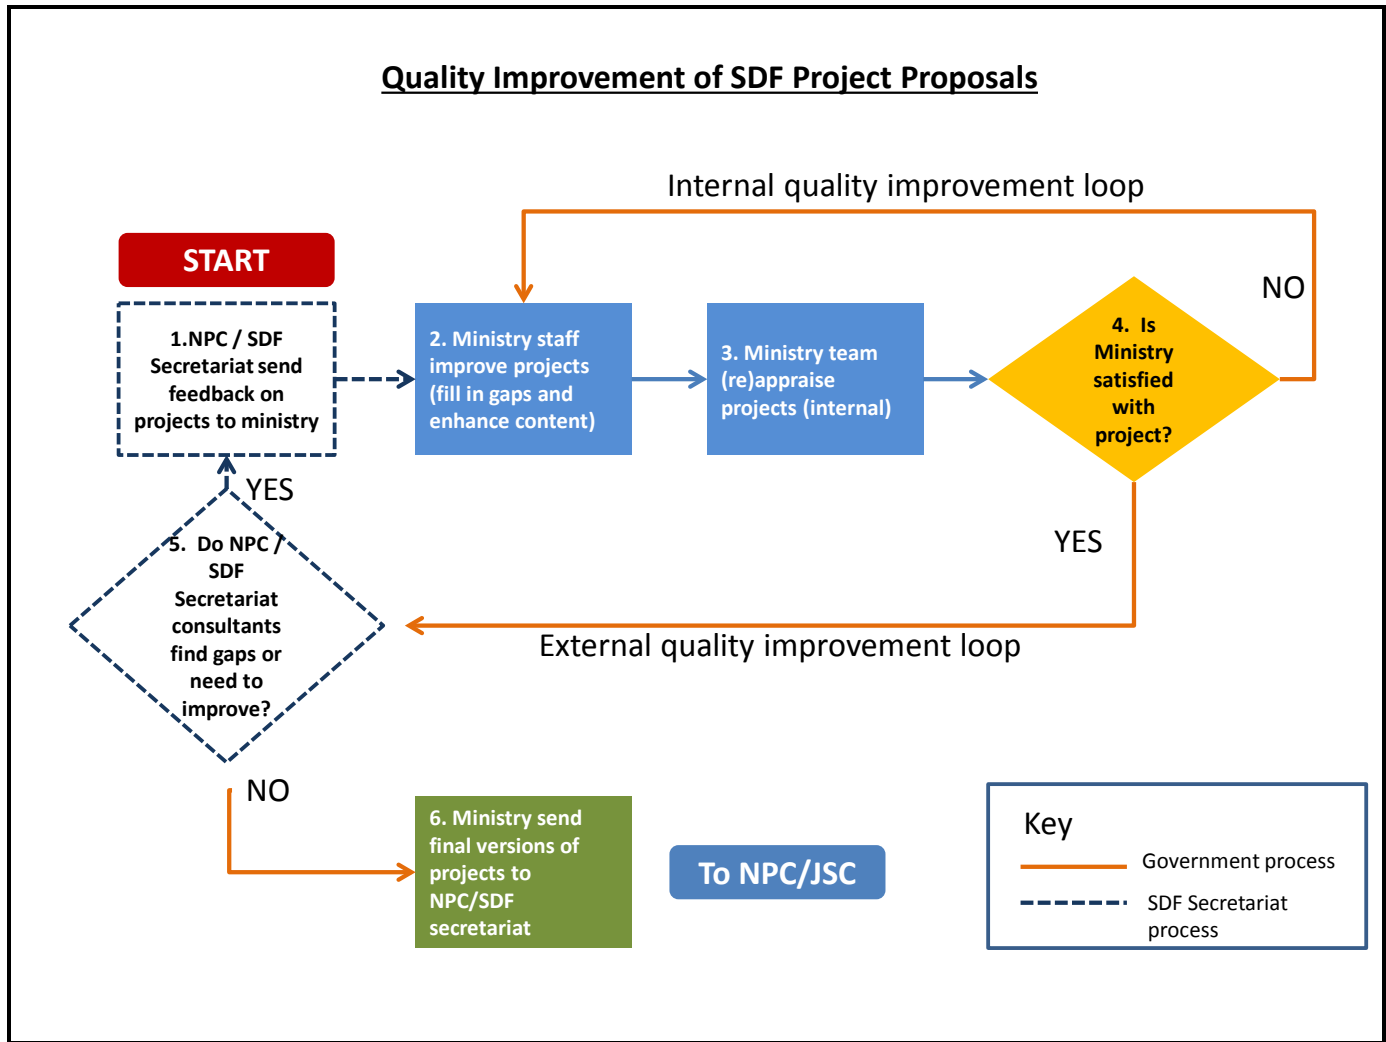 Quality Improvement of SDF Project Proposals
Internal quality improvement loop
START
NO
1.NPC / SDF
Secretariat send
feedback on
projects to ministry
2. Ministry staff
improve projects
(fill in gaps and
enhance content)
3. Ministry team
(re)appraise
projects (internal)
4. Is
Ministry
satisfied
with
project?
YES
YES
5. Do NPC /
SDF
Secretariat
consultants
find gaps or
need to
improve?
External quality improvement loop
NO
6. Ministry send
final versions of
projects to
NPC/SDF
secretariat
To NPC/JSC
Key
Government process
SDF Secretariat
process